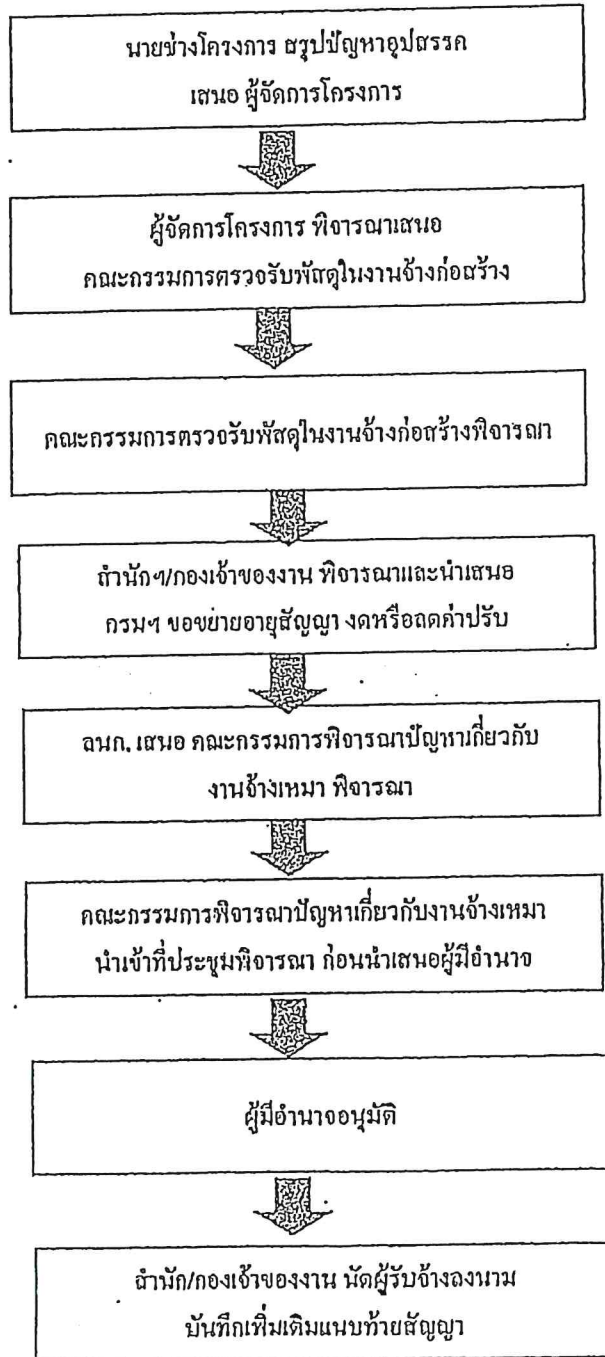 นายช่างโครงการ สรุปปัญหาอุปสรรค
เสนอ ผู้จัดการโครงการ
ผู้จัดการโครงการ พิจารณาเสนอ
คณะกรรมการตรวจรับพัสดุในงานจ้างก่อสร้าง
คณะกรรมการตรวจรับพัสดุในงานจ้างก่อสร้างพิจารณา
สำนักฯ/กองเจ้าของงาน พิจารณาและนำเสนอ
กรมฯ ขอขยายอายุสัญญา งดหรือลดค่าปรับ
ลนก. เสนอ คณะกรรมการพิจารณาปัญหาเกี่ยวกับ
งานจ้างเหมา พิจารณา
คณะกรรมการพิจารณาปัญหาเกี่ยวกับงานจ้างเหมา
นำเข้าที่ประชุมพิจารณา ก่อนนำเสนอผู้มีอำนาจ
ผู้มีอำนาจอนุมัติ
สำนัก/กองเจ้าของงาน นัดผู้รับจ้างลงนาม
บันทึกเพิ่มเติมแนบท้ายสัญญา